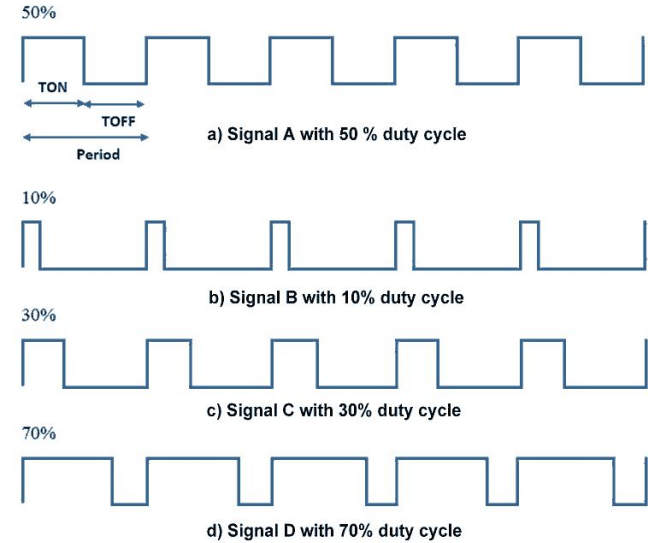 50%
TON
TOFF
Period
a) Signal A with 50 % duty cycle
10%
b) Signal B with 10% duty cycle
30%
c) Signal C with 30% duty cycle
70%
d) Signal D with 70% duty cycle